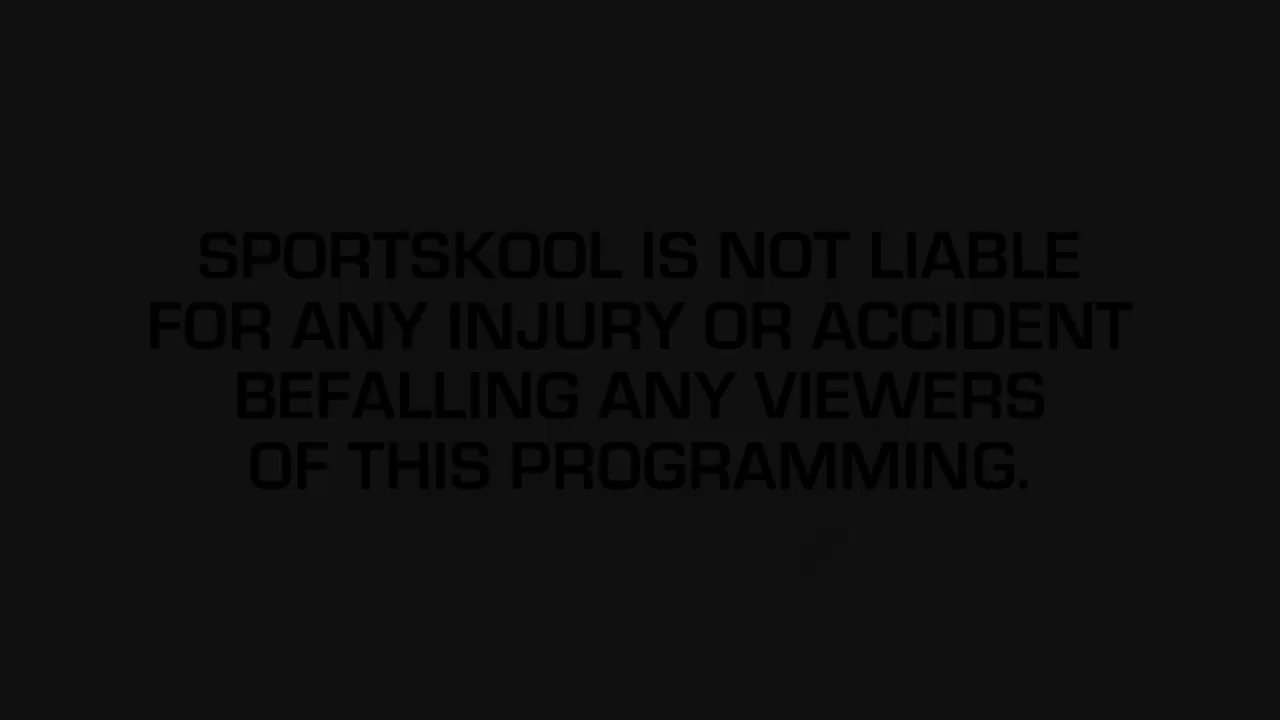 SPORTSKOOL IS NOT LIABLE
FOR ANY INJURY OR ACCIDENT
BEFALLING ANY VIEWERS
OF THIS PROGRAMMING.